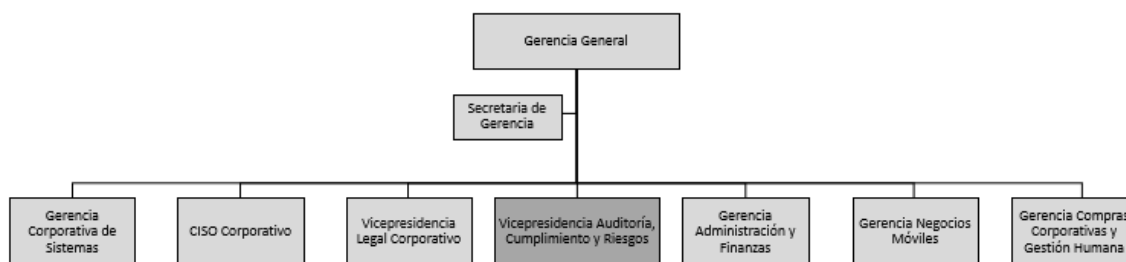 Gerencia General
Secretaria de
Gerencia
Gerencia
Corporativa de
Sistemas
CISO Corporativo
Vicepresidencia
Legal Corporativo
Vicepresidencia Auditoría,
Cumplimiento y Riesgos
Gerencia
Administración y
Finanzas
Gerencia Negocios
Móviles
Gerencia Compras
Corporativas y
Gestión Humana